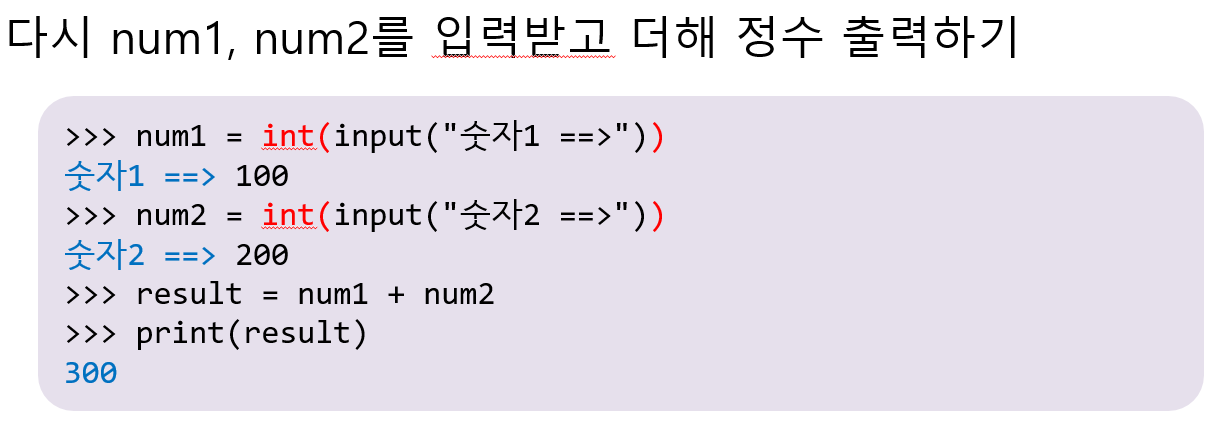 다시 num1, num2를 입력받고 더해 정수 출력하기
>>> num1 = int(input("숫자1 ==>"))
숫자1 ==> 100
>>> num2 = int(input("숫자2 ==>"))
숫자2 ==> 200
>>> result = num1 + num2
>>> print(result)
300